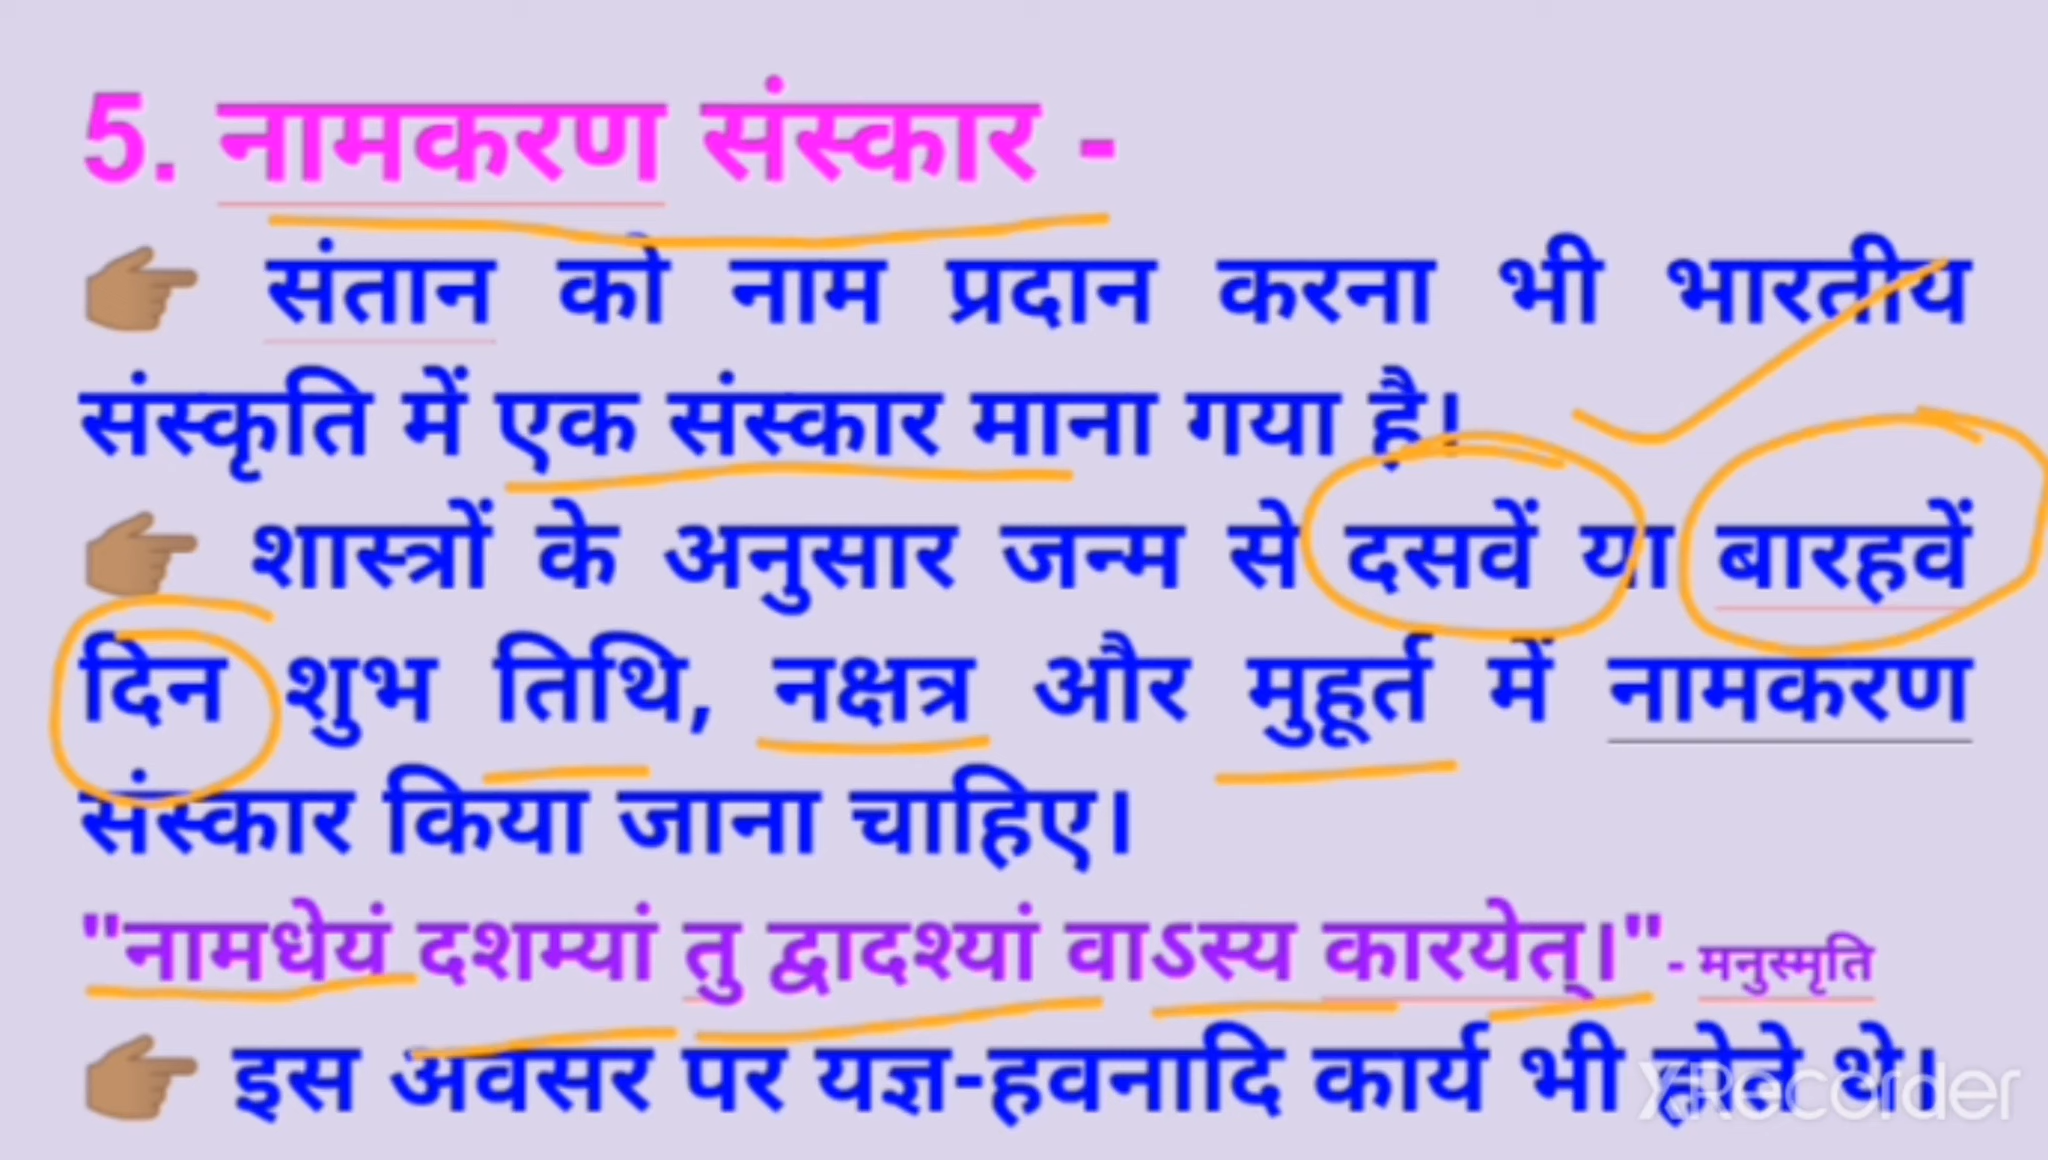 5. नामकरण संस्कार -
संतान को नाम प्रदान करना भी भारतीय
संस्कृति में एक संस्कार माना गया है।
शास्त्रों के अनुसार जन्म से दसवें या बारहवें
दिन शुभ तिथि, नक्षत्र और मुहूर्त में नामकरण
संस्कार किया जाना चाहिए।
"नामधेयं दशम्यां तु द्वादश्यां वाऽस्य कारयेत्।"- मनुस्मृति
इस अवसर पर यज्ञ-हवनादि कार्य भी होते थे।
XRecorder